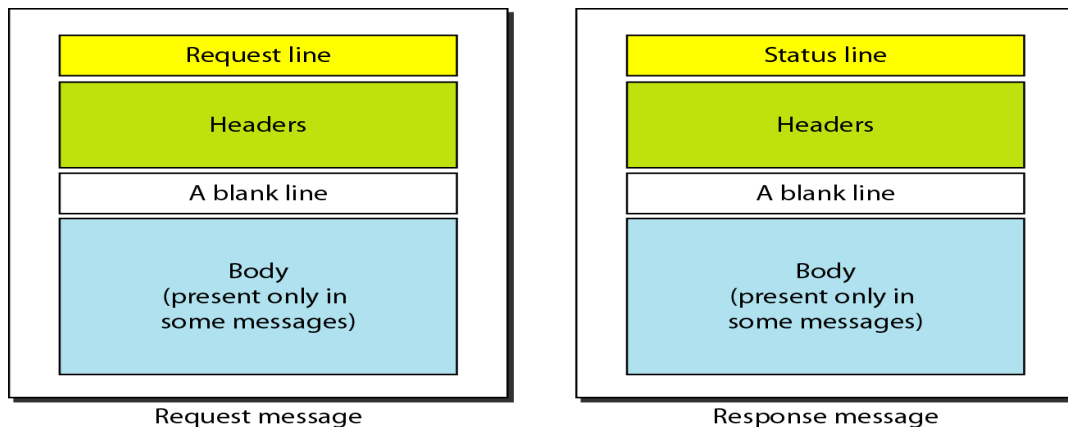 Request line
Headers
A blank line
Body
(present only in
some messages)
Request message
Status line
Headers
A blank line
Body
(present only in
some messages)
Response message